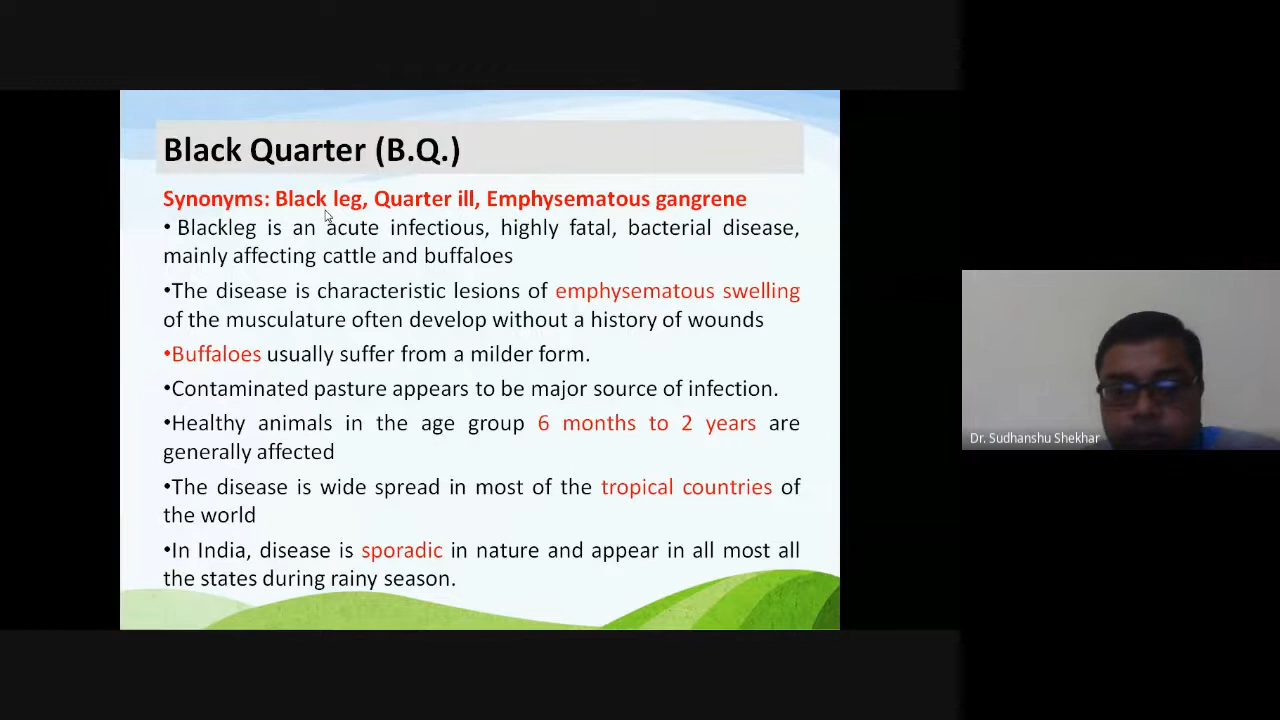 Black Quarter (B.Q.)
Synonyms: Black leg, Quarter ill, Emphysematous gangrene
• Blackleg is an acute infectious, highly fatal, bacterial disease,
mainly affecting cattle and buffaloes
•The disease is characteristic lesions of emphysematous swelling
of the musculature often develop without a history of wounds
•Buffaloes usually suffer from a milder form.
•Contaminated pasture appears to be major source of infection.
•Healthy animals in the age group 6 months to 2 years are
generally affected
•The disease is wide spread in most of the tropical countries of
the world
•In India, disease is sporadic in nature and appear in all most all
the states during rainy season.
Dr. Sudhanshu Shekhar